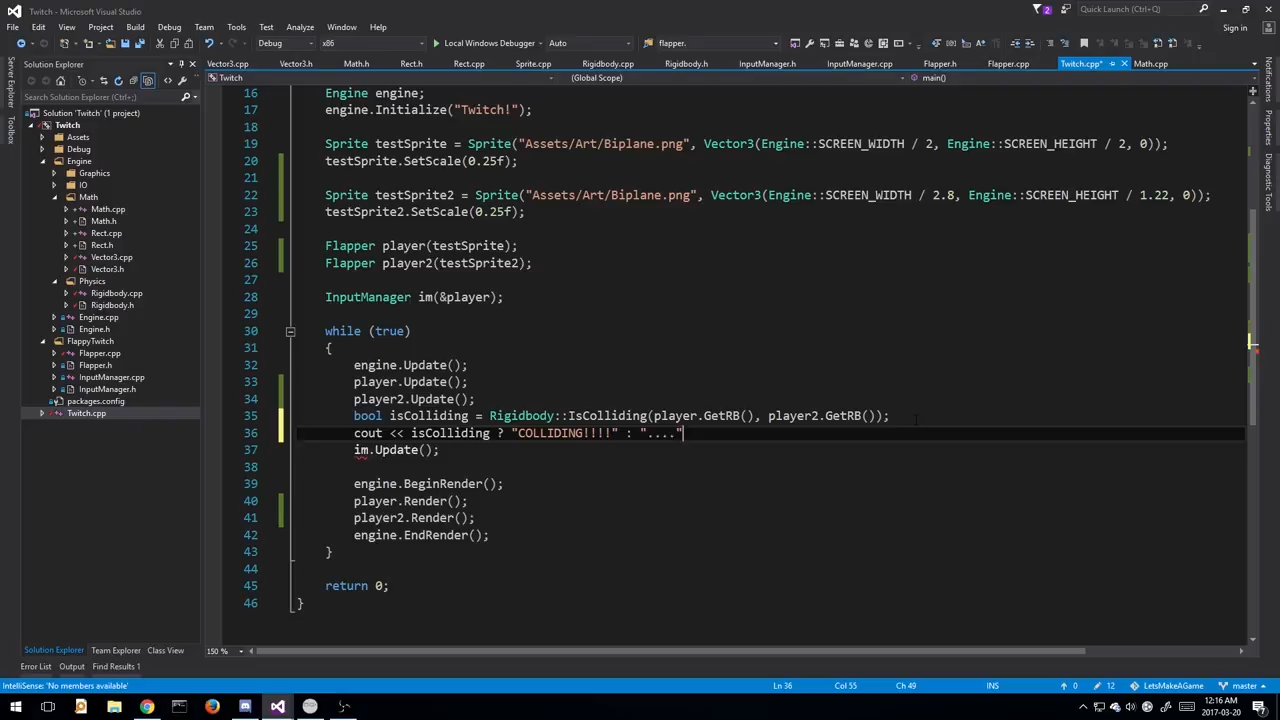 Twitch - Microsoft Visual Studio
2
Quick Launch (Ctrl+;)
File Edit View Project Build Debug Team Tools Test Analyze Window Help
Sign in
Debug x86 Local Windows Debugger Auto flapper.
Solution Explorer
Vector3.cpp Vector3.h Math.h Rect.h Rect.cpp Sprite.cpp Rigidbody.cpp Rigidbody.h InputManager.h InputManager.cpp Flapper.h Flapper.cpp Twitch.cpp* Math.cpp
Twitch (Global Scope) main()
Server Explorer
Toolbox
Notifications
Properties
Diagnostic Tools
Search Solution Explorer (Ctrl+;)
Solution 'Twitch' (1 project)
Twitch
Assets
Debug
Engine
Graphics
IO
Math
Math.cpp
Math.h
Rect.cpp
Rect.h
Vector3.cpp
Vector3.h
Physics
Rigidbody.cpp
Rigidbody.h
Engine.cpp
Engine.h
FlappyTwitch
Flapper.cpp
Flapper.h
InputManager.cpp
InputManager.h
packages.config
Twitch.cpp
16 Engine engine;
17 engine.Initialize("Twitch!");
18
19 Sprite testSprite = Sprite("Assets/Art/Biplane.png", Vector3(Engine::SCREEN_WIDTH / 2, Engine::SCREEN_HEIGHT / 2, 0));
20 testSprite.SetScale(0.25f);
21
22 Sprite testSprite2 = Sprite("Assets/Art/Biplane.png", Vector3(Engine::SCREEN_WIDTH / 2.8, Engine::SCREEN_HEIGHT / 1.22, 0));
23 testSprite2.SetScale(0.25f);
24
25 Flapper player(testSprite);
26 Flapper player2(testSprite2);
27
28 InputManager im(&player);
29
30 while (true)
31 {
32 engine.Update();
33 player.Update();
34 player2.Update();
35 bool isColliding = Rigidbody::IsColliding(player.GetRB(), player2.GetRB());
36 cout << isColliding ? "COLLIDING!!!!" : "...."
37 im.Update();
38
39 engine.BeginRender();
40 player.Render();
41 player2.Render();
42 engine.EndRender();
43 }
44
45 return 0;
46 }
Solution Explorer Team Explorer Class View
150 %
Error List Output Find Results 1
IntelliSense: 'No members available' Ln 36 Col 55 Ch 49 INS 0 12 LetsMakeAGame master
12:16 AM
2017-03-20